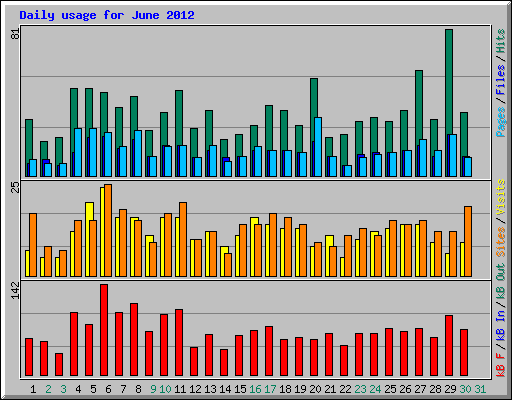 Daily usage for June 2012
81
Pages / Files / Hits
25
Sites / Visits
142
kB F / kB In / kB Out
1 2 3 4 5 6 7 8 9 10 11 12 13 14 15 16 17 18 19 20 21 22 23 24 25 26 27 28 29 30 31